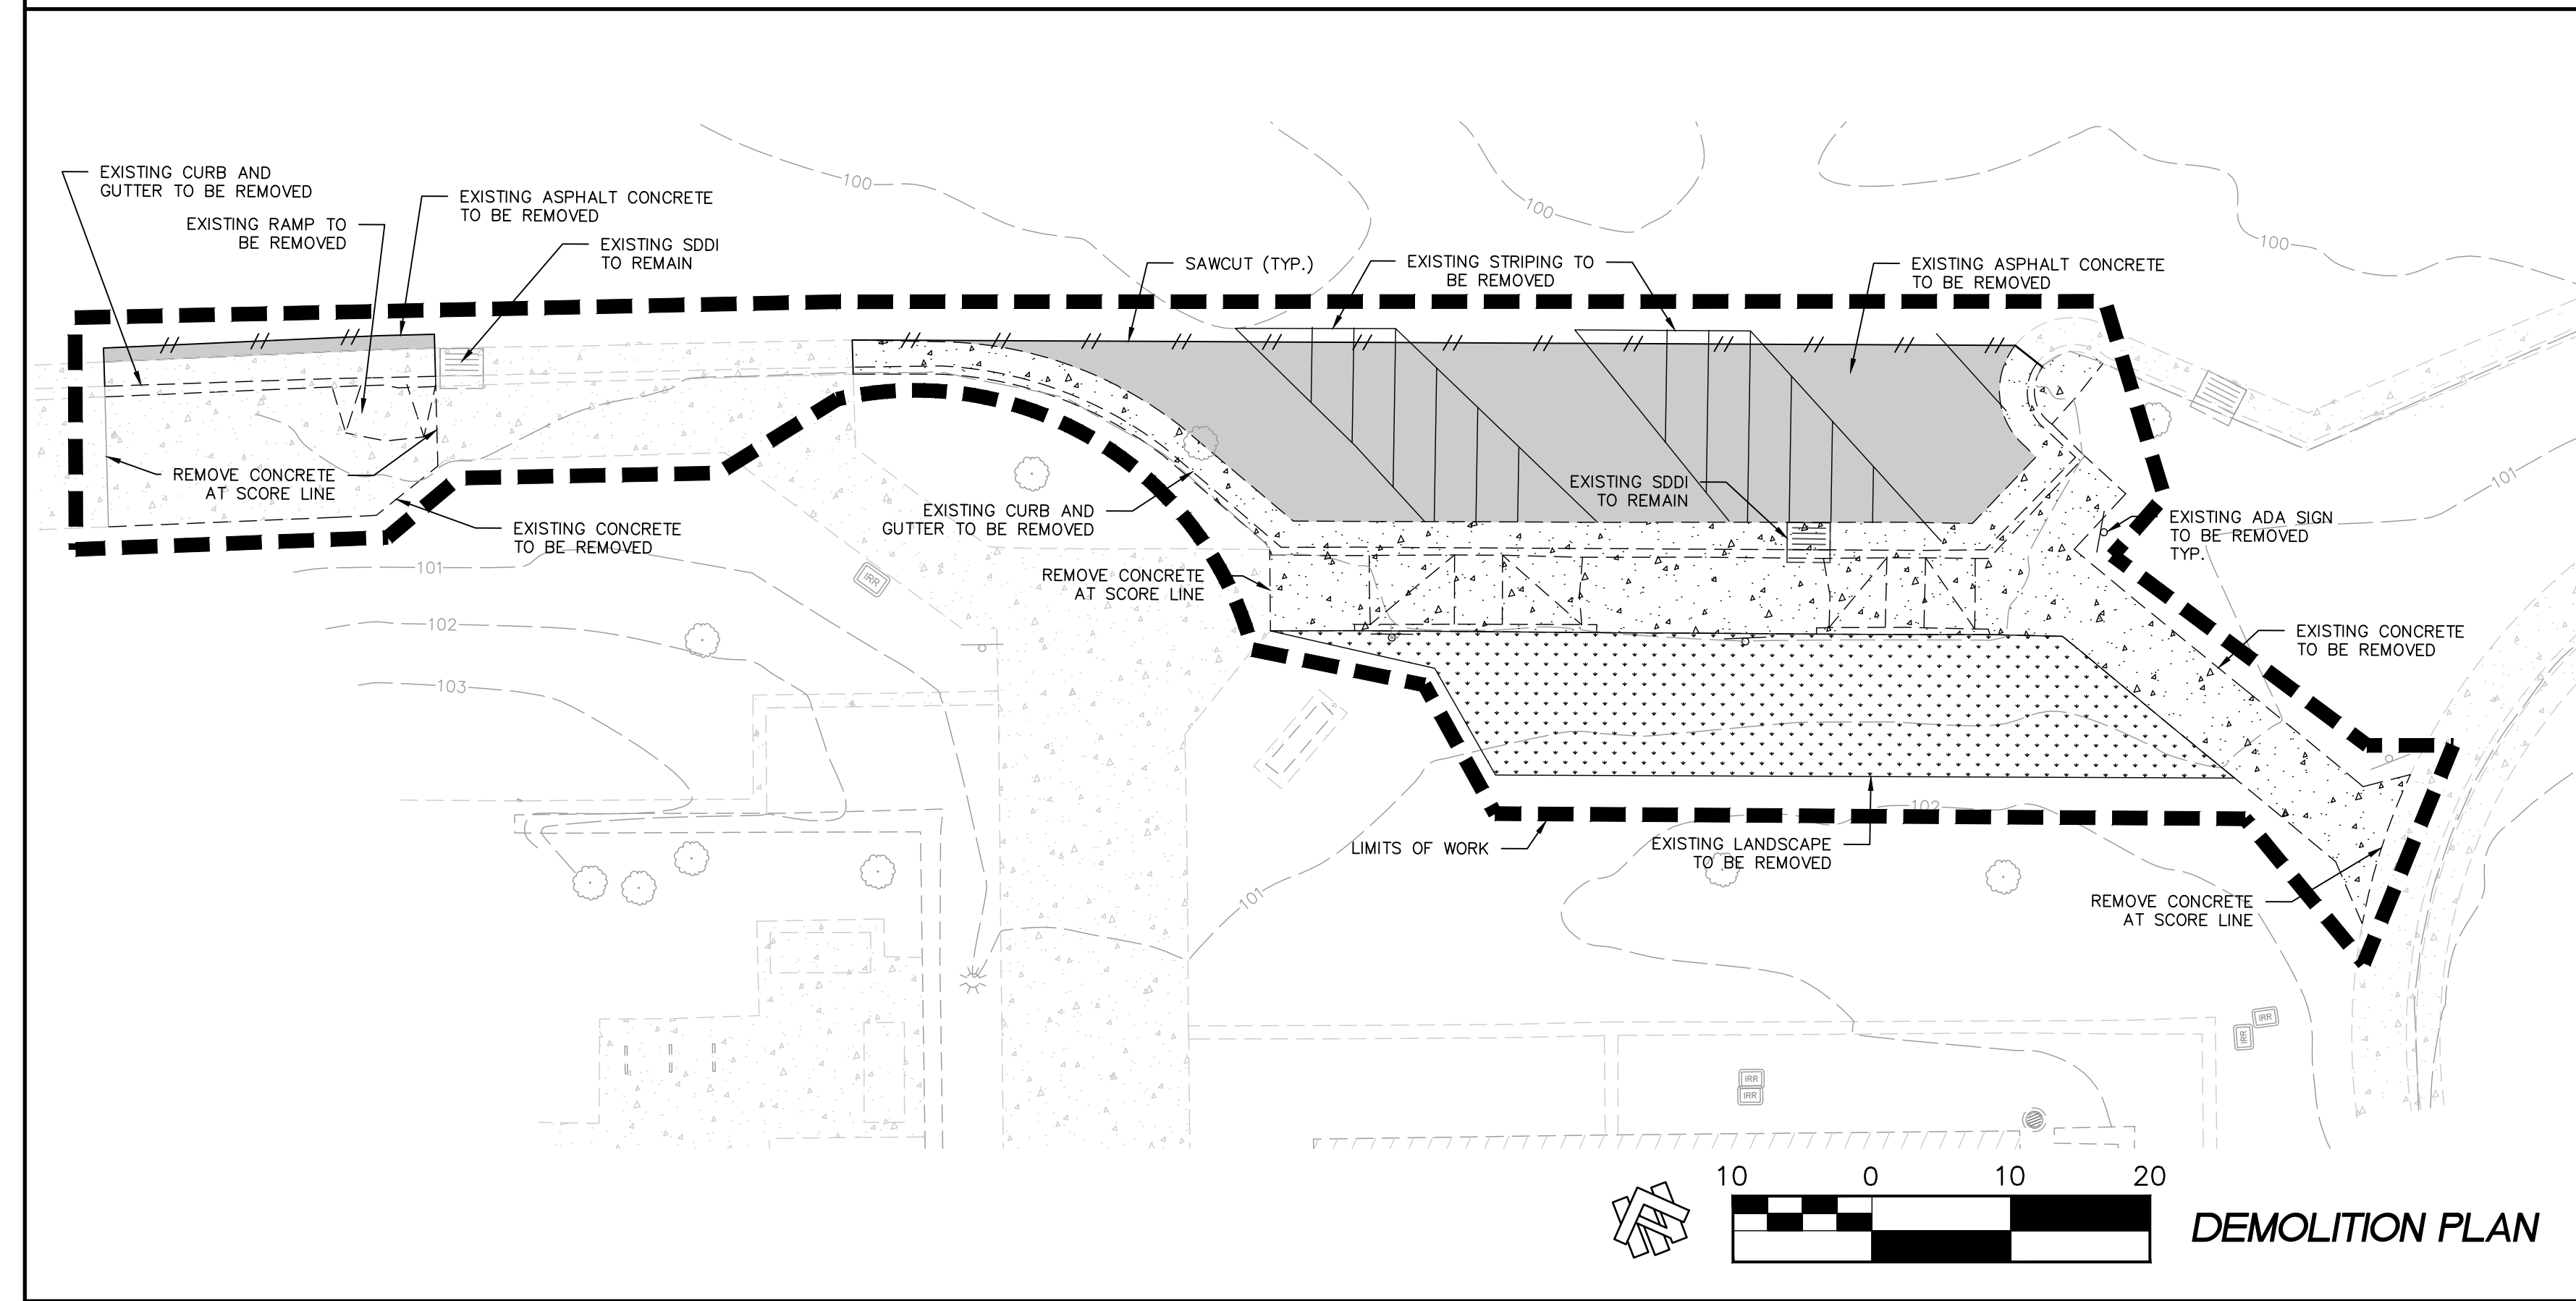 EXISTING CURB AND
GUTTER TO BE REMOVED
EXISTING RAMP TO
BE REMOVED
EXISTING ASPHALT CONCRETE
TO BE REMOVED
EXISTING SDDI
TO REMAIN
100
SAWCUT (TYP.)
EXISTING STRIPING TO
BE REMOVED
100
EXISTING ASPHALT CONCRETE
TO BE REMOVED
100
REMOVE CONCRETE
AT SCORE LINE
EXISTING CONCRETE
TO BE REMOVED
EXISTING CURB AND
GUTTER TO BE REMOVED
EXISTING SDDI
TO REMAIN
101
EXISTING ADA SIGN
TO BE REMOVED
TYP.
101
IRR
REMOVE CONCRETE
AT SCORE LINE
102
EXISTING CONCRETE
TO BE REMOVED
103
102
LIMITS OF WORK
EXISTING LANDSCAPE
TO BE REMOVED
101
REMOVE CONCRETE
AT SCORE LINE
IRR
IRR
IRR
IRR
10 0 10 20
DEMOLITION PLAN